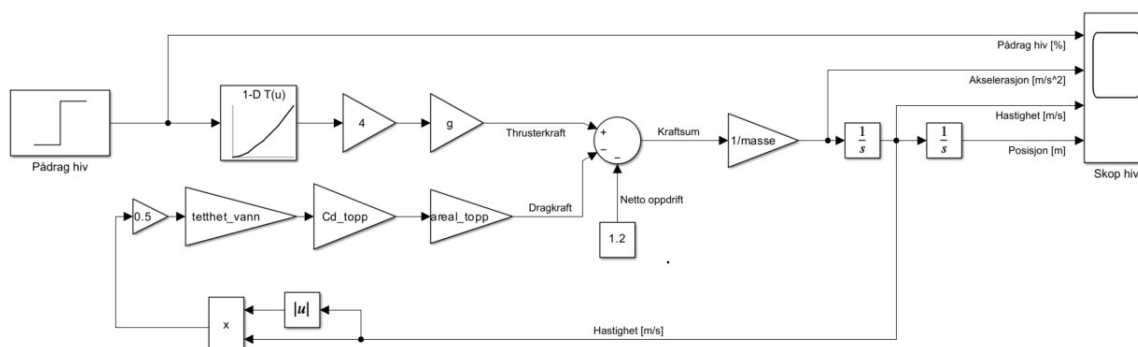 Pådrag hiv [%]
1-D T(u)
Akselerasjon [m/s^2]
4
g
Thrusterkraft
+
−
−
Kraftsum
1/masse
1
s
1
s
Hastighet [m/s]
Posisjon [m]
Skop hiv
Pådrag hiv
0.5
tetthet_vann
Cd_topp
areal_topp
Dragkraft
Netto oppdrift
1.2
|u|
x
Hastighet [m/s]